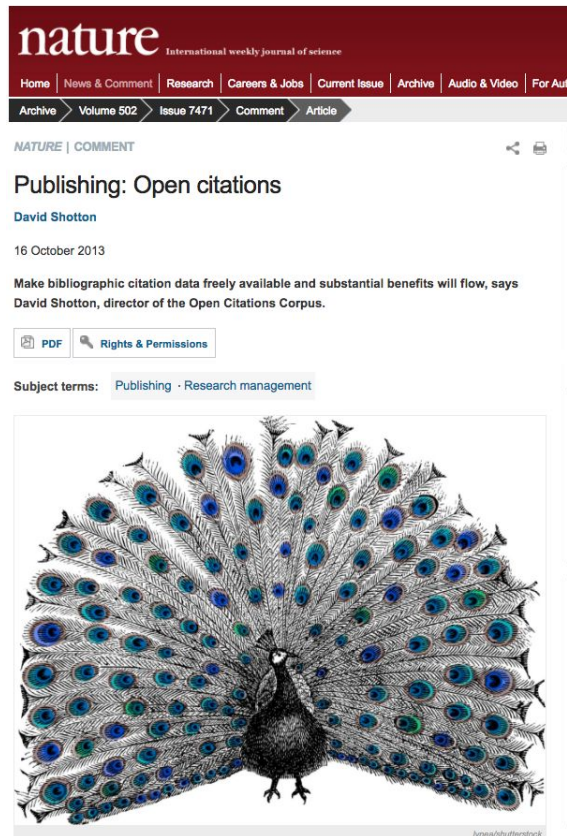 nature International weekly journal of science
Home News & Comment Research Careers & Jobs Current Issue Archive Audio & Video For Au
Archive Volume 502 Issue 7471 Comment Article
NATURE | COMMENT
Publishing: Open citations
David Shotton
16 October 2013
Make bibliographic citation data freely available and substantial benefits will flow, says
David Shotton, director of the Open Citations Corpus.
PDF Rights & Permissions
Subject terms: Publishing · Research management